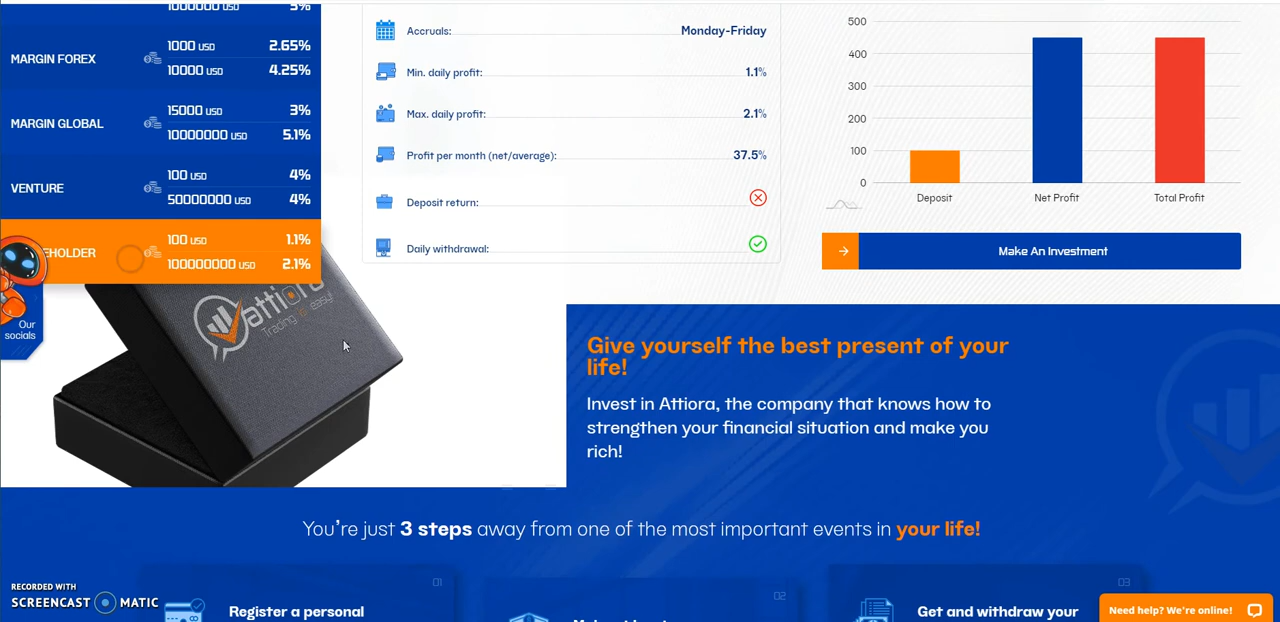 1000000 USD 3%
MARGIN FOREX
1000 USD 2.65%
10000 USD 4.25%
MARGIN GLOBAL
15000 USD 3%
10000000 USD 5.1%
VENTURE
100 USD 4%
50000000 USD 4%
EHOLDER
100 USD 1.1%
100000000 USD 2.1%
Our
socials
attiora
Trading is easy!
Accruals: Monday-Friday
Min. daily profit: 1.1%
Max. daily profit: 2.1%
Profit per month (net/average): 37.5%
Deposit return:
Daily withdrawal:
500
400
300
200
100
0
Deposit Net Profit Total Profit
Make An Investment
Give yourself the best present of your
life!
Invest in Attiora, the company that knows how to
strengthen your financial situation and make you
rich!
You're just 3 steps away from one of the most important events in your life!
01
Register a personal
02
03
Get and withdraw your
RECORDED WITH
SCREENCAST MATIC
Need help? We're online!